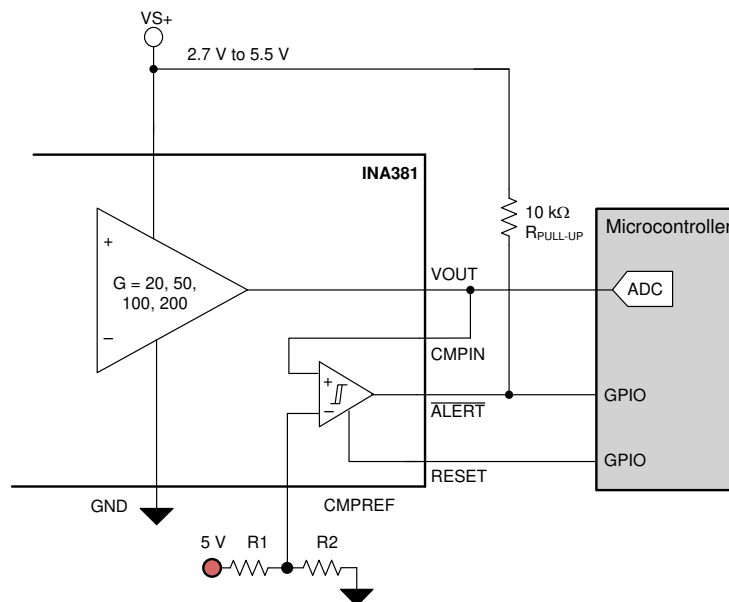 VS+
2.7 V to 5.5 V
INA381
10 kΩ
RPULL-UP
Microcontroller
+
G = 20, 50,
100, 200
−
VOUT
ADC
CMPIN
+
−
ALERT
GPIO
RESET
GPIO
GND
CMPREF
5 V
R1
R2